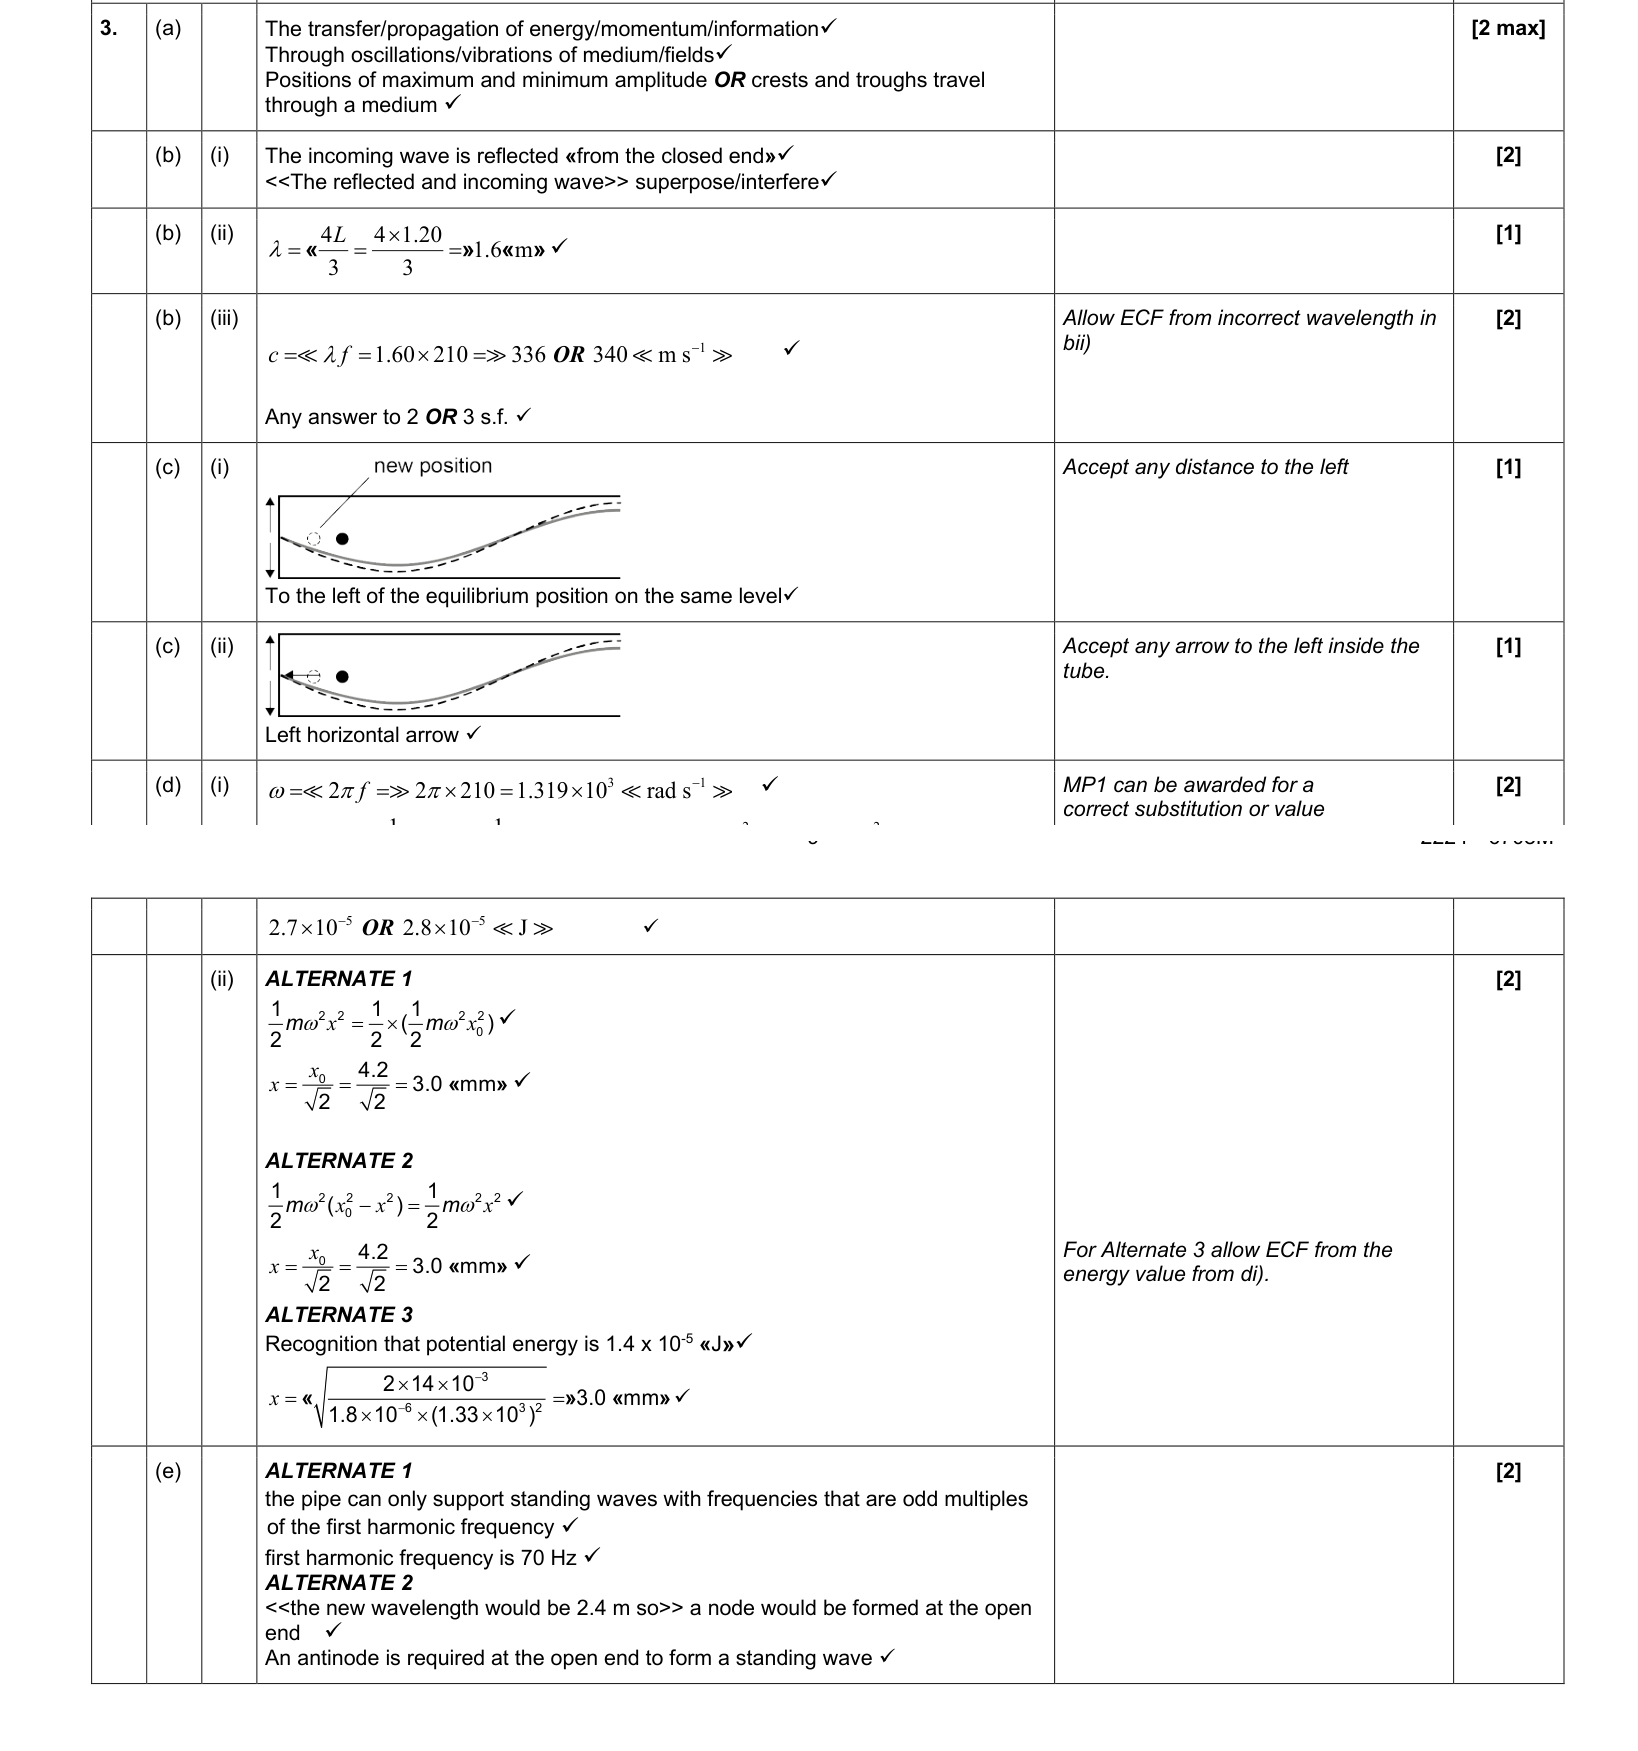 3. (a) The transfer/propagation of energy/momentum/information✓ [2 max]
Through oscillations/vibrations of medium/fields✓
Positions of maximum and minimum amplitude OR crests and troughs travel
through a medium ✓
(b) (i) The incoming wave is reflected «from the closed end»✓ [2]
<<The reflected and incoming wave>> superpose/interfere✓
(b) (ii) λ = «4L/3 = 4×1.20/3 =»1.6«m» ✓ [1]
(b) (iii) Allow ECF from incorrect wavelength in [2]
bii)
c =≪ λf = 1.60×210 =≫ 336 OR 340 ≪ m s⁻¹ ≫ ✓
Any answer to 2 OR 3 s.f. ✓
(c) (i) new position Accept any distance to the left [1]
To the left of the equilibrium position on the same level✓
(c) (ii) Accept any arrow to the left inside the [1]
tube.
Left horizontal arrow ✓
(d) (i) ω =≪ 2πf =≫ 2π×210 = 1.319×10³ ≪ rad s⁻¹ ≫ ✓ MP1 can be awarded for a [2]
correct substitution or value
2.7×10⁻⁵ OR 2.8×10⁻⁵ ≪ J ≫ ✓
(ii) ALTERNATE 1 [2]
1/2 mω²x² = 1/2 ×(1/2 mω²x₀²) ✓
x = x₀/√2 = 4.2/√2 = 3.0 «mm» ✓
ALTERNATE 2
1/2 mω²(x₀² − x²) = 1/2 mω²x² ✓
x = x₀/√2 = 4.2/√2 = 3.0 «mm» ✓
For Alternate 3 allow ECF from the
energy value from di).
ALTERNATE 3
Recognition that potential energy is 1.4 x 10⁻⁵ «J»✓
x = «√(2×14×10⁻³/1.8×10⁻⁶×(1.33×10³)²) =»3.0 «mm» ✓
(e) ALTERNATE 1 [2]
the pipe can only support standing waves with frequencies that are odd multiples
of the first harmonic frequency ✓
first harmonic frequency is 70 Hz ✓
ALTERNATE 2
<<the new wavelength would be 2.4 m so>> a node would be formed at the open
end ✓
An antinode is required at the open end to form a standing wave ✓